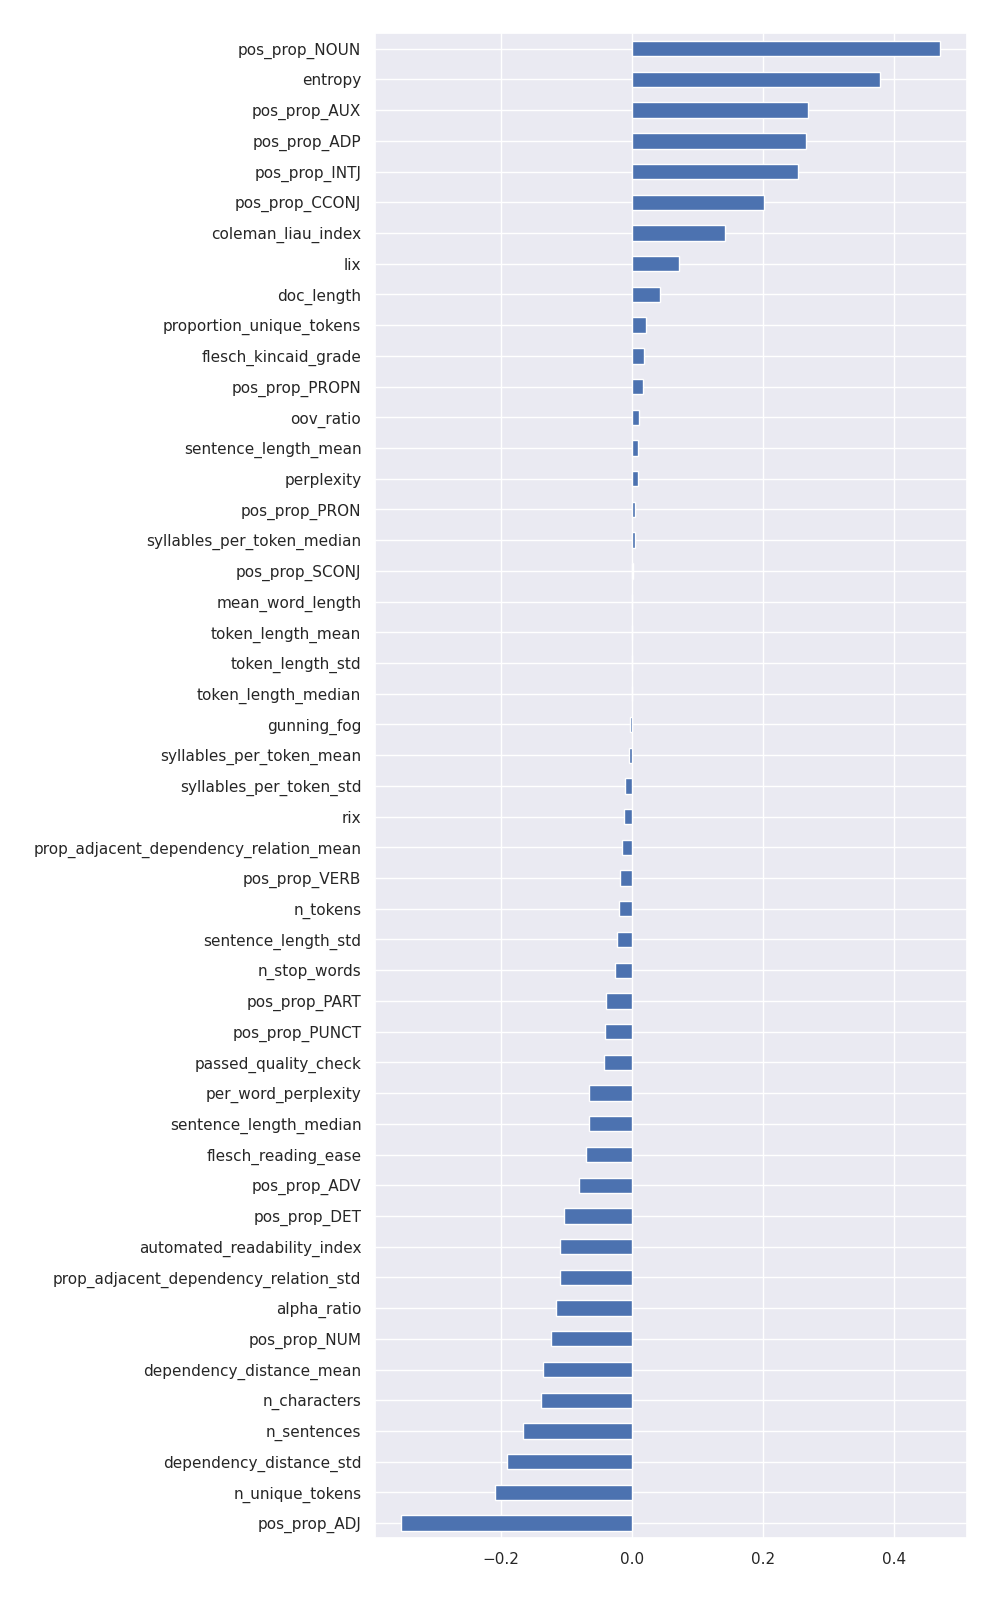 pos_prop_NOUN
entropy
pos_prop_AUX
pos_prop_ADP
pos_prop_INTJ
pos_prop_CCONJ
coleman_liau_index
lix
doc_length
proportion_unique_tokens
flesch_kincaid_grade
pos_prop_PROPN
oov_ratio
sentence_length_mean
perplexity
pos_prop_PRON
syllables_per_token_median
pos_prop_SCONJ
mean_word_length
token_length_mean
token_length_std
token_length_median
gunning_fog
syllables_per_token_mean
syllables_per_token_std
rix
prop_adjacent_dependency_relation_mean
pos_prop_VERB
n_tokens
sentence_length_std
n_stop_words
pos_prop_PART
pos_prop_PUNCT
passed_quality_check
per_word_perplexity
sentence_length_median
flesch_reading_ease
pos_prop_ADV
pos_prop_DET
automated_readability_index
prop_adjacent_dependency_relation_std
alpha_ratio
pos_prop_NUM
dependency_distance_mean
n_characters
n_sentences
dependency_distance_std
n_unique_tokens
pos_prop_ADJ
−0.2 0.0 0.2 0.4